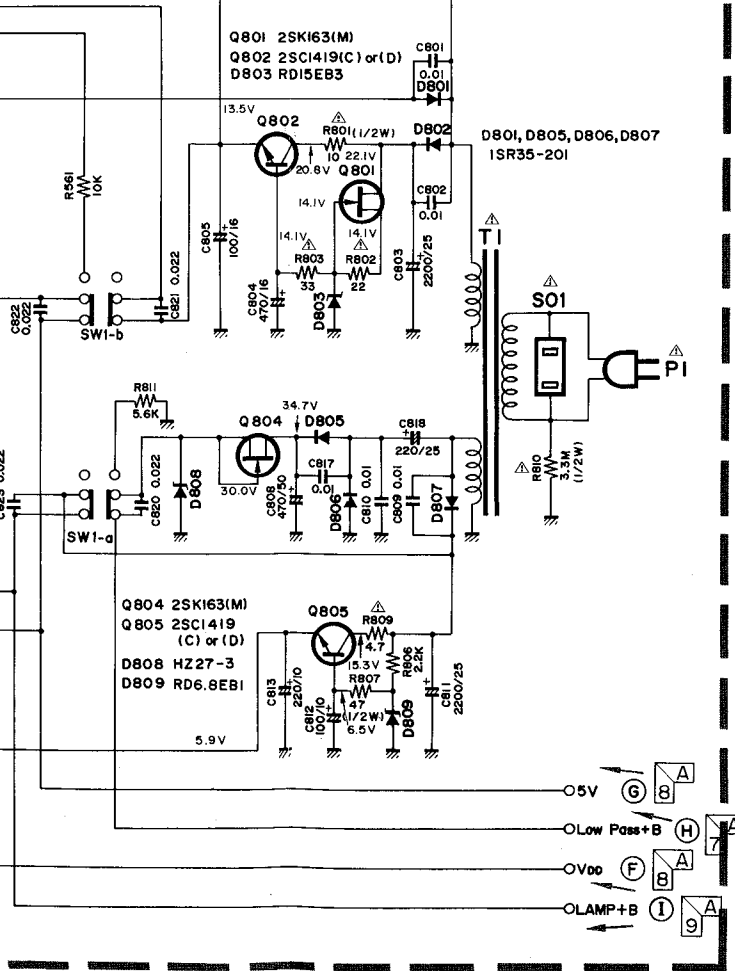 Q801 2SK163(M)
Q802 2SC1419(C) or (D)
D803 RD15EB3
C801
0.01
D801
13.5V
Q802
R801 (1/2W)
10
22.1V
D802
D801, D805, D806, D807
1SR35-201
20.8V
Q801
R561
10K
14.1V
C802
0.01
C805
100/16
14.1V
14.1V
T1
R803
33
R802
22
C803
2200/25
C822
0.022
C821 0.022
C804
470/16
D803
SO1
SW1-b
P1
R811
5.6K
34.7V
Q804
D805
C818
220/25
C817
0.01
R810
3.3M
(1/2W)
C820 0.022
D808
30.0V
C808
470/50
D806
C810 0.01
C809 0.01
D807
SW1-a
Q804 2SK163(M)
Q805 2SC1419
(C) or (D)
D808 HZ27-3
D809 RD6.8EB1
Q805
R809
4.7
15.3V
R806
2.2K
R807
47
(1/2W)
6.5V
C813
220/10
C812
100/10
D809
C811
2200/25
5.9V
5V G A 8
Low Pass+B H A 7
VDD F A 8
LAMP+B I A 9